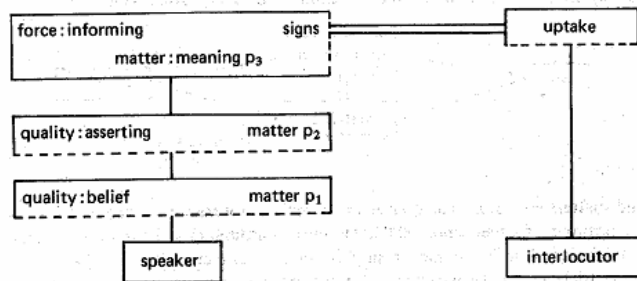 force: informing signs uptake
matter: meaning p₃
quality: asserting matter p₂
quality: belief matter p₁
speaker interlocutor